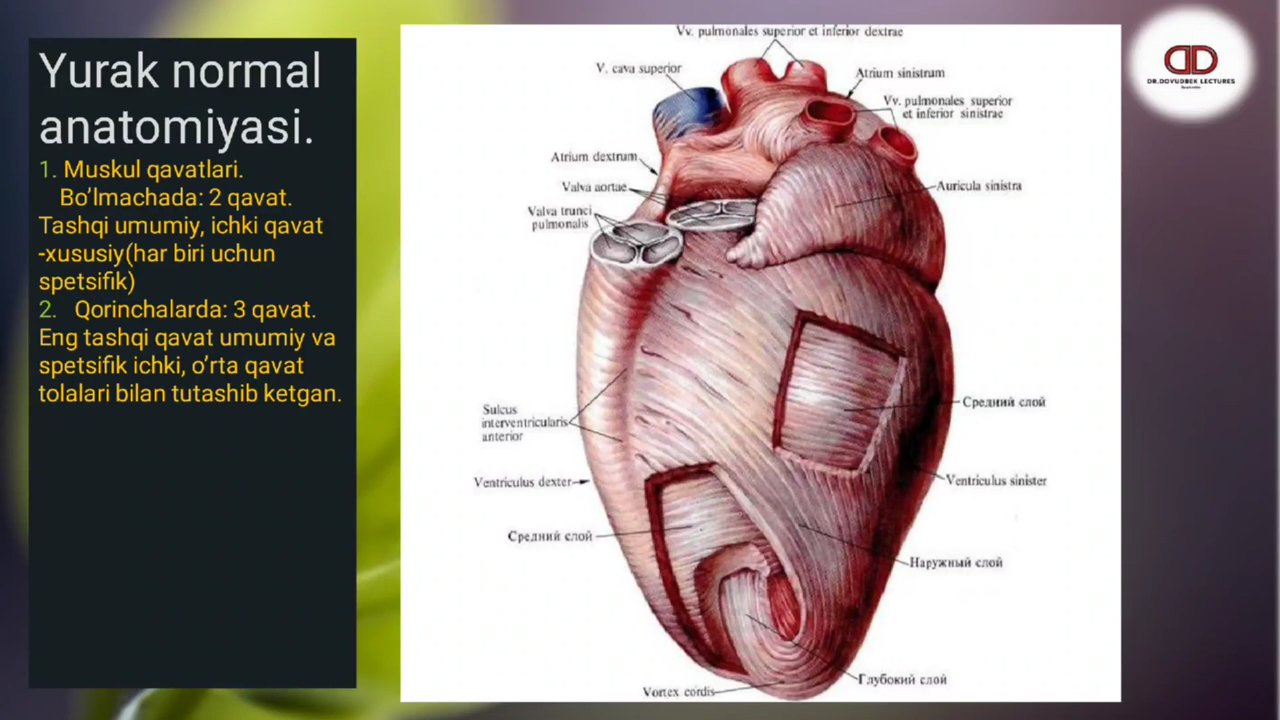 Yurak normal
anatomiyasi.
1. Muskul qavatlari.
Bo’lmachada: 2 qavat.
Tashqi umumiy, ichki qavat
-xususiy(har biri uchun
spetsifik)
2. Qorinchalarda: 3 qavat.
Eng tashqi qavat umumiy va
spetsifik ichki, o’rta qavat
tolalari bilan tutashib ketgan.
Vv. pulmonales superior et inferior dextrae
V. cava superior
Atrium sinistrum
Vv. pulmonales superior
et inferior sinistrae
Atrium dextrum
Valva aortae
Auricula sinistra
Valva trunci
pulmonalis
Sulcus
interventricularis
anterior
Средний слой
Ventriculus dexter
Ventriculus sinister
Средний слой
Наружный слой
Глубокий слой
Vortex cordis
DR.DOVUDBEK LECTURES